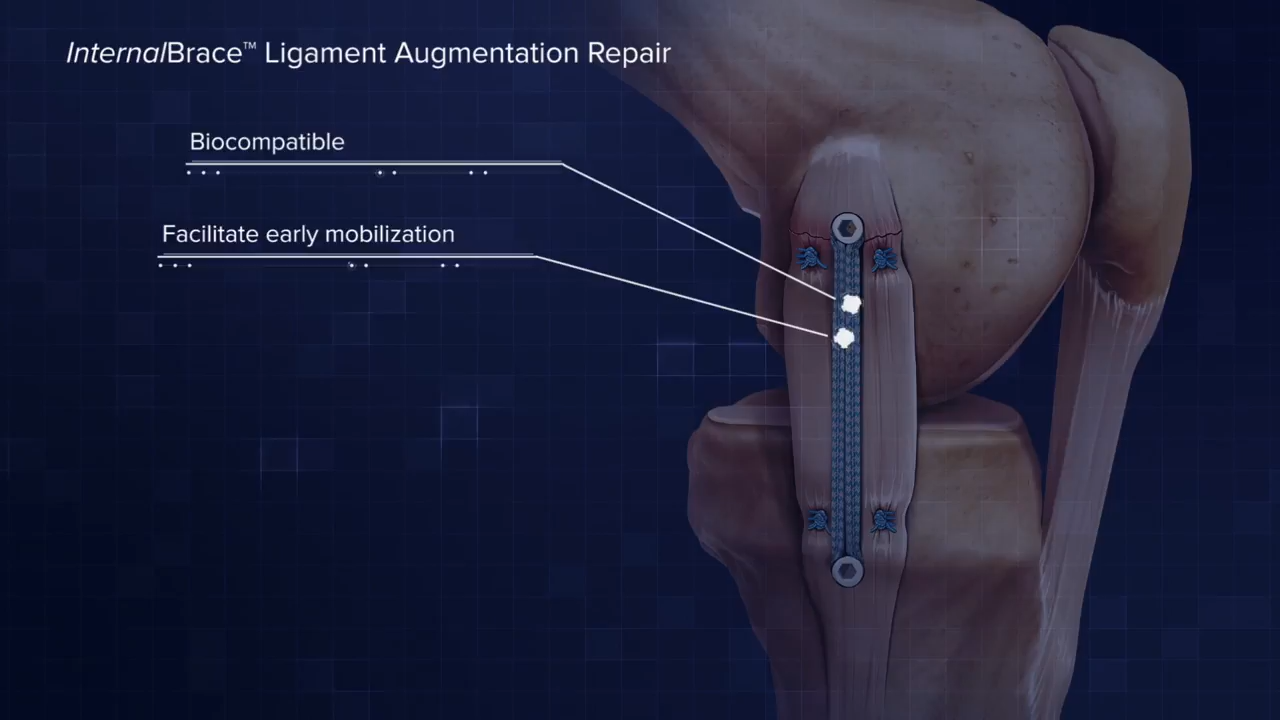 InternalBrace™ Ligament Augmentation Repair
Biocompatible
Facilitate early mobilization